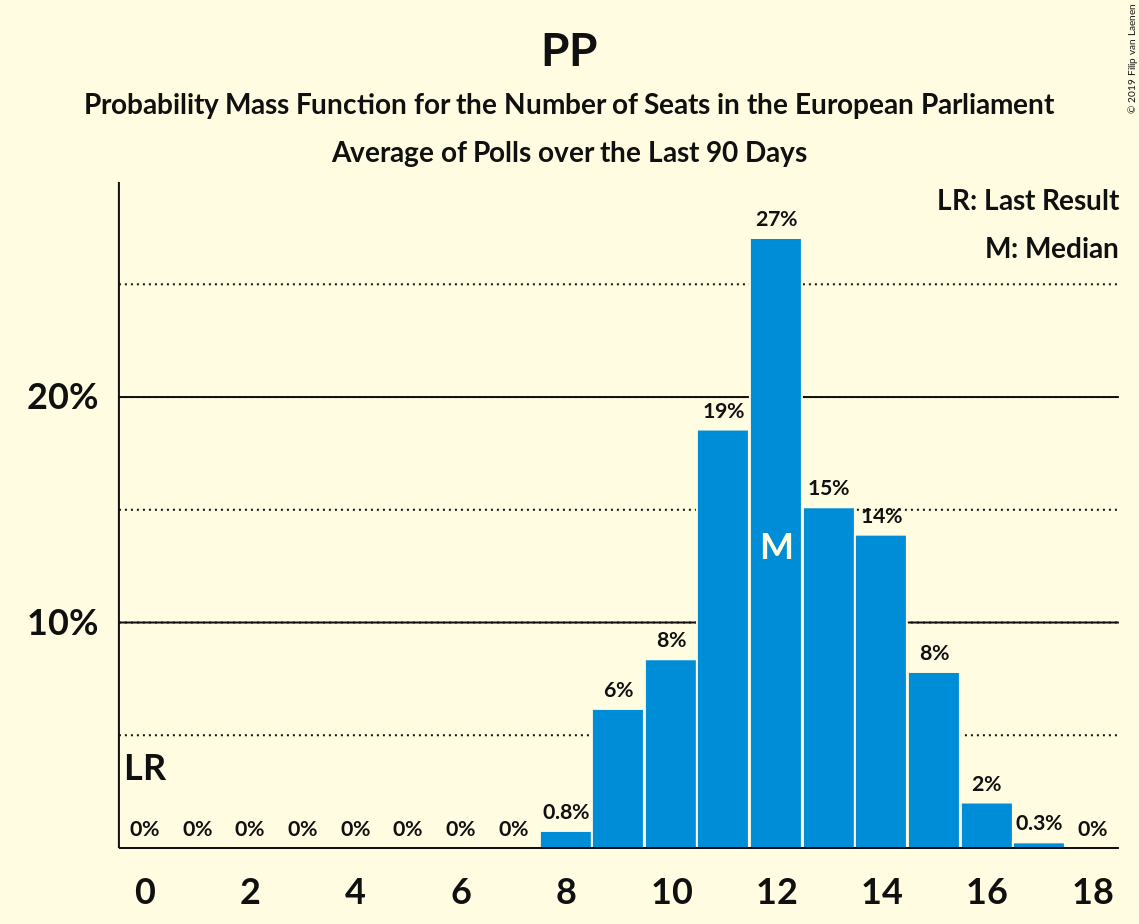 PP
Probability Mass Function for the Number of Seats in the European Parliament
Average of Polls over the Last 90 Days
© 2019 Filip van Laenen
LR: Last Result
M: Median
27%
20%
19%
15%
14%
M
10%
8%
8%
6%
LR
2%
0.8%
0.3%
0% 0% 0% 0% 0% 0% 0% 0% 0%
0 2 4 6 8 10 12 14 16 18